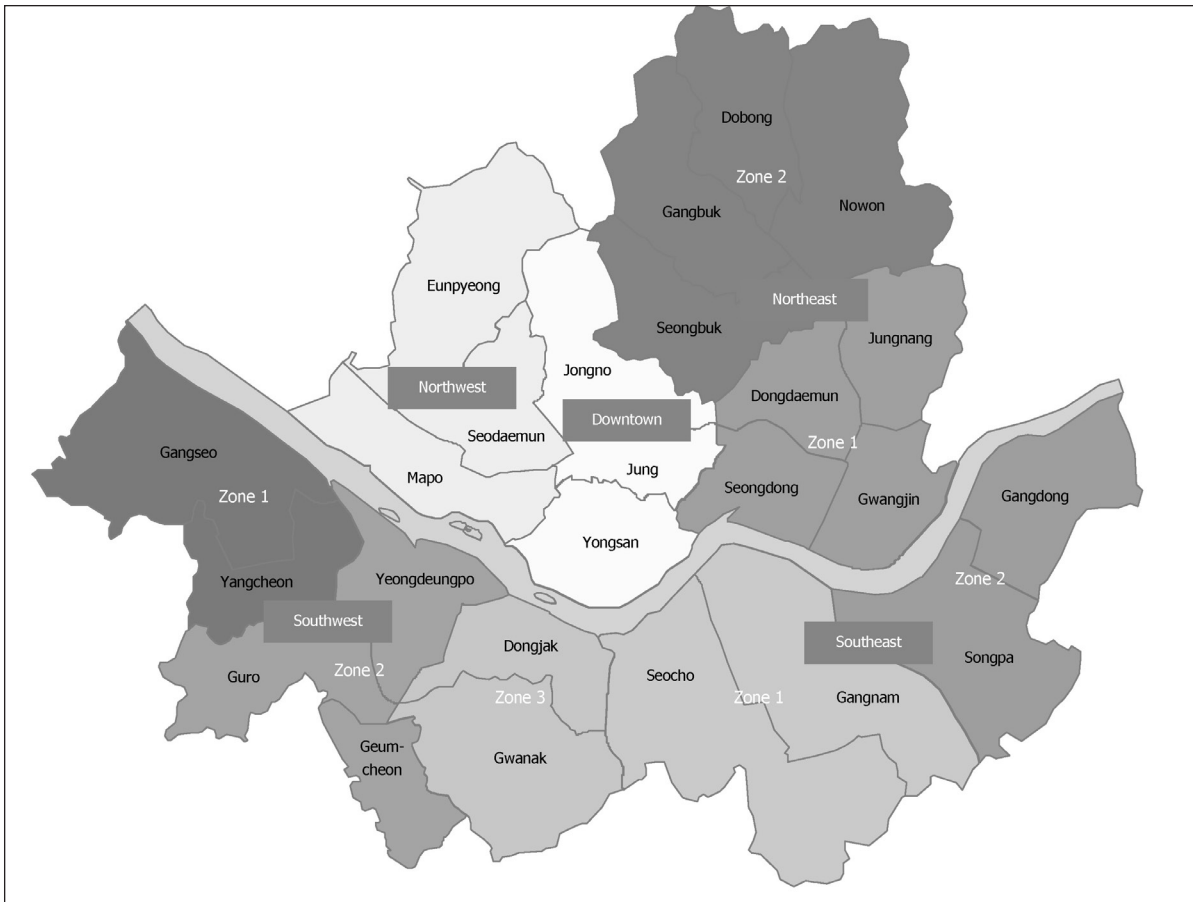 Dobong
Zone 2
Gangbuk
Nowon
Eunpyeong
Northeast
Seongbuk
Jungnang
Jongno
Northwest
Dongdaemun
Downtown
Seodaemun
Zone 1
Mapo
Jung
Seongdong
Gwangjin
Gangdong
Gangseo
Zone 1
Yongsan
Yangcheon
Yeongdeungpo
Zone 2
Southwest
Dongjak
Southeast
Songpa
Guro
Zone 2
Seocho
Zone 3
Zone 1
Gangnam
Geum-
cheon
Gwanak